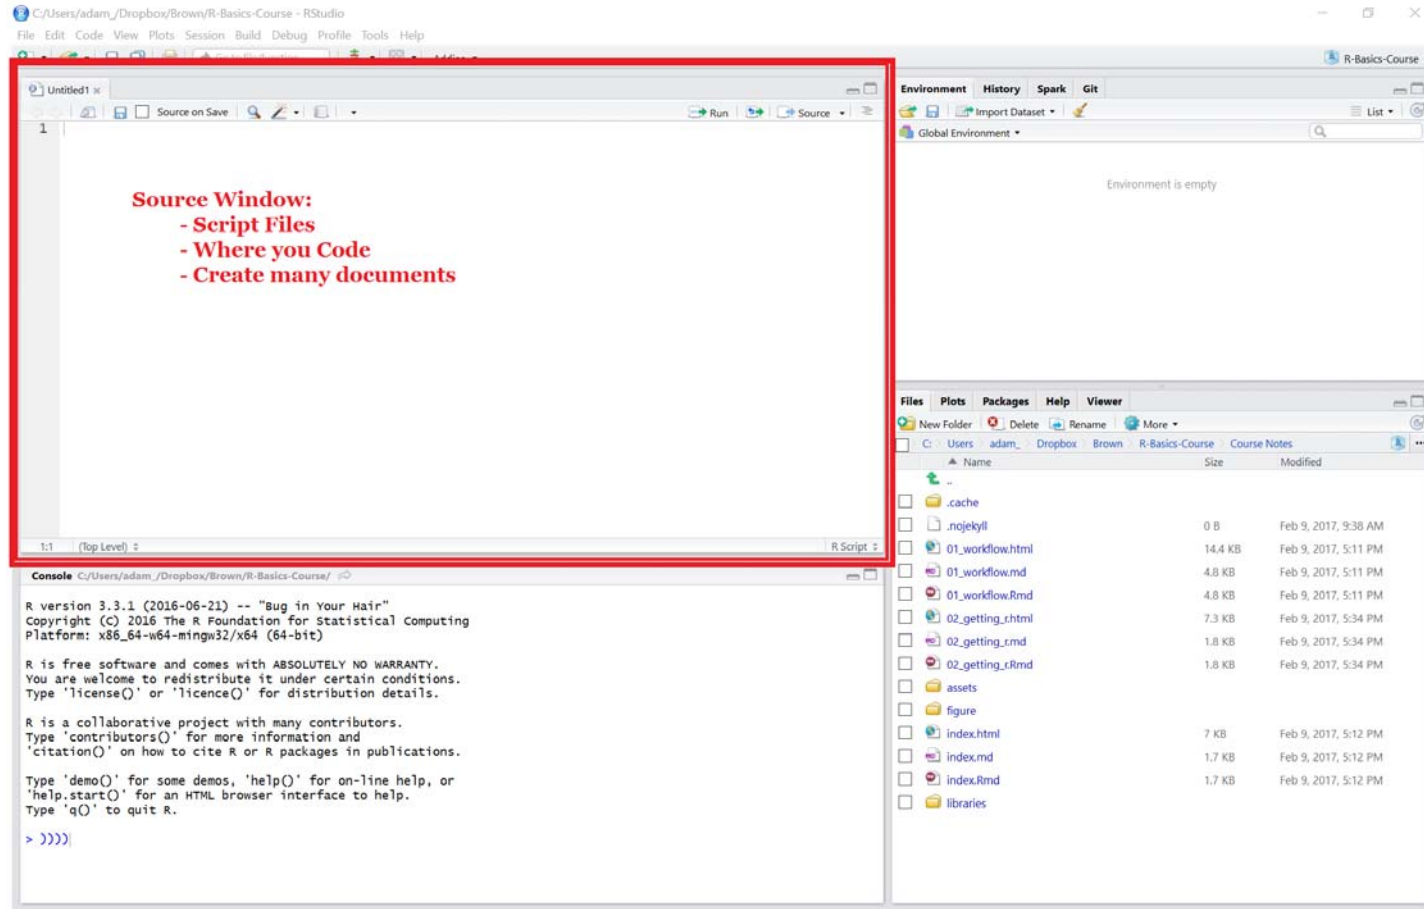 C:/Users/adam_/Dropbox/Brown/R-Basics-Course - RStudio
File Edit Code View Plots Session Build Debug Profile Tools Help
R-Basics-Course
Untitled1
Source on Save Run Source
1
Source Window:
- Script Files
- Where you Code
- Create many documents
1:1 (Top Level) R Script
Console C:/Users/adam_/Dropbox/Brown/R-Basics-Course/
R version 3.3.1 (2016-06-21) -- "Bug in Your Hair"
Copyright (C) 2016 The R Foundation for Statistical Computing
Platform: x86_64-w64-mingw32/x64 (64-bit)
R is free software and comes with ABSOLUTELY NO WARRANTY.
You are welcome to redistribute it under certain conditions.
Type 'license()' or 'licence()' for distribution details.
R is a collaborative project with many contributors.
Type 'contributors()' for more information and
'citation()' on how to cite R or R packages in publications.
Type 'demo()' for some demos, 'help()' for on-line help, or
'help.start()' for an HTML browser interface to help.
Type 'q()' to quit R.
> ))))
Environment History Spark Git
Import Dataset List
Global Environment
Environment is empty
Files Plots Packages Help Viewer
New Folder Delete Rename More
C: Users adam_ Dropbox Brown R-Basics-Course Course Notes
Name Size Modified
..
.cache
.nojekyll 0 B Feb 9, 2017, 9:38 AM
01_workflow.html 14.4 KB Feb 9, 2017, 5:11 PM
01_workflow.md 4.8 KB Feb 9, 2017, 5:11 PM
01_workflow.Rmd 4.8 KB Feb 9, 2017, 5:11 PM
02_getting_r.html 7.3 KB Feb 9, 2017, 5:34 PM
02_getting_r.md 1.8 KB Feb 9, 2017, 5:34 PM
02_getting_r.Rmd 1.8 KB Feb 9, 2017, 5:34 PM
assets
figure
index.html 7 KB Feb 9, 2017, 5:12 PM
index.md 1.7 KB Feb 9, 2017, 5:12 PM
index.Rmd 1.7 KB Feb 9, 2017, 5:12 PM
libraries